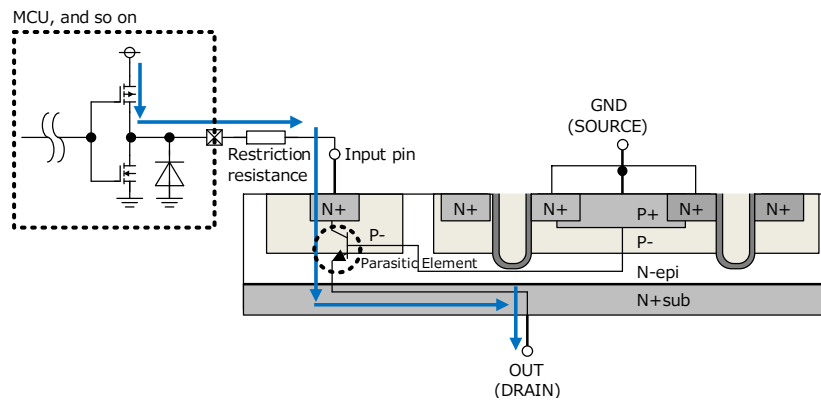 MCU, and so on
GND
(SOURCE)
Restriction
resistance
Input pin
N+
N+
N+
P+
N+
N+
P-
P-
Parasitic Element
N-epi
N+sub
OUT
(DRAIN)